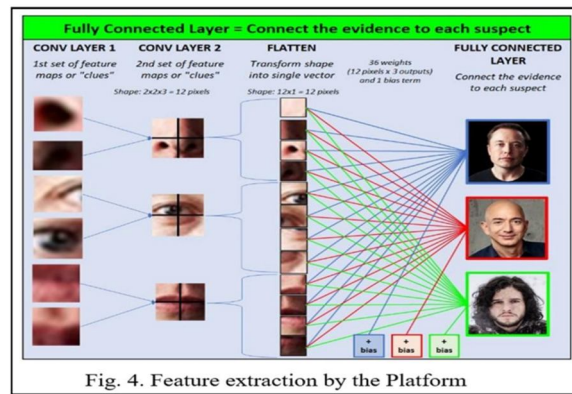 Fully Connected Layer = Connect the evidence to each suspect
CONV LAYER 1
1st set of feature
maps or "clues"
CONV LAYER 2
2nd set of feature
maps or "clues"
Shape: 2x2x3 = 12 pixels
FLATTEN
Transform shape
into single vector
Shape: 12x1 = 12 pixels
36 weights
(12 pixels x 3 outputs)
and 1 bias term
FULLY CONNECTED
LAYER
Connect the evidence
to each suspect
+
bias
+
bias
+
bias
Fig. 4. Feature extraction by the Platform